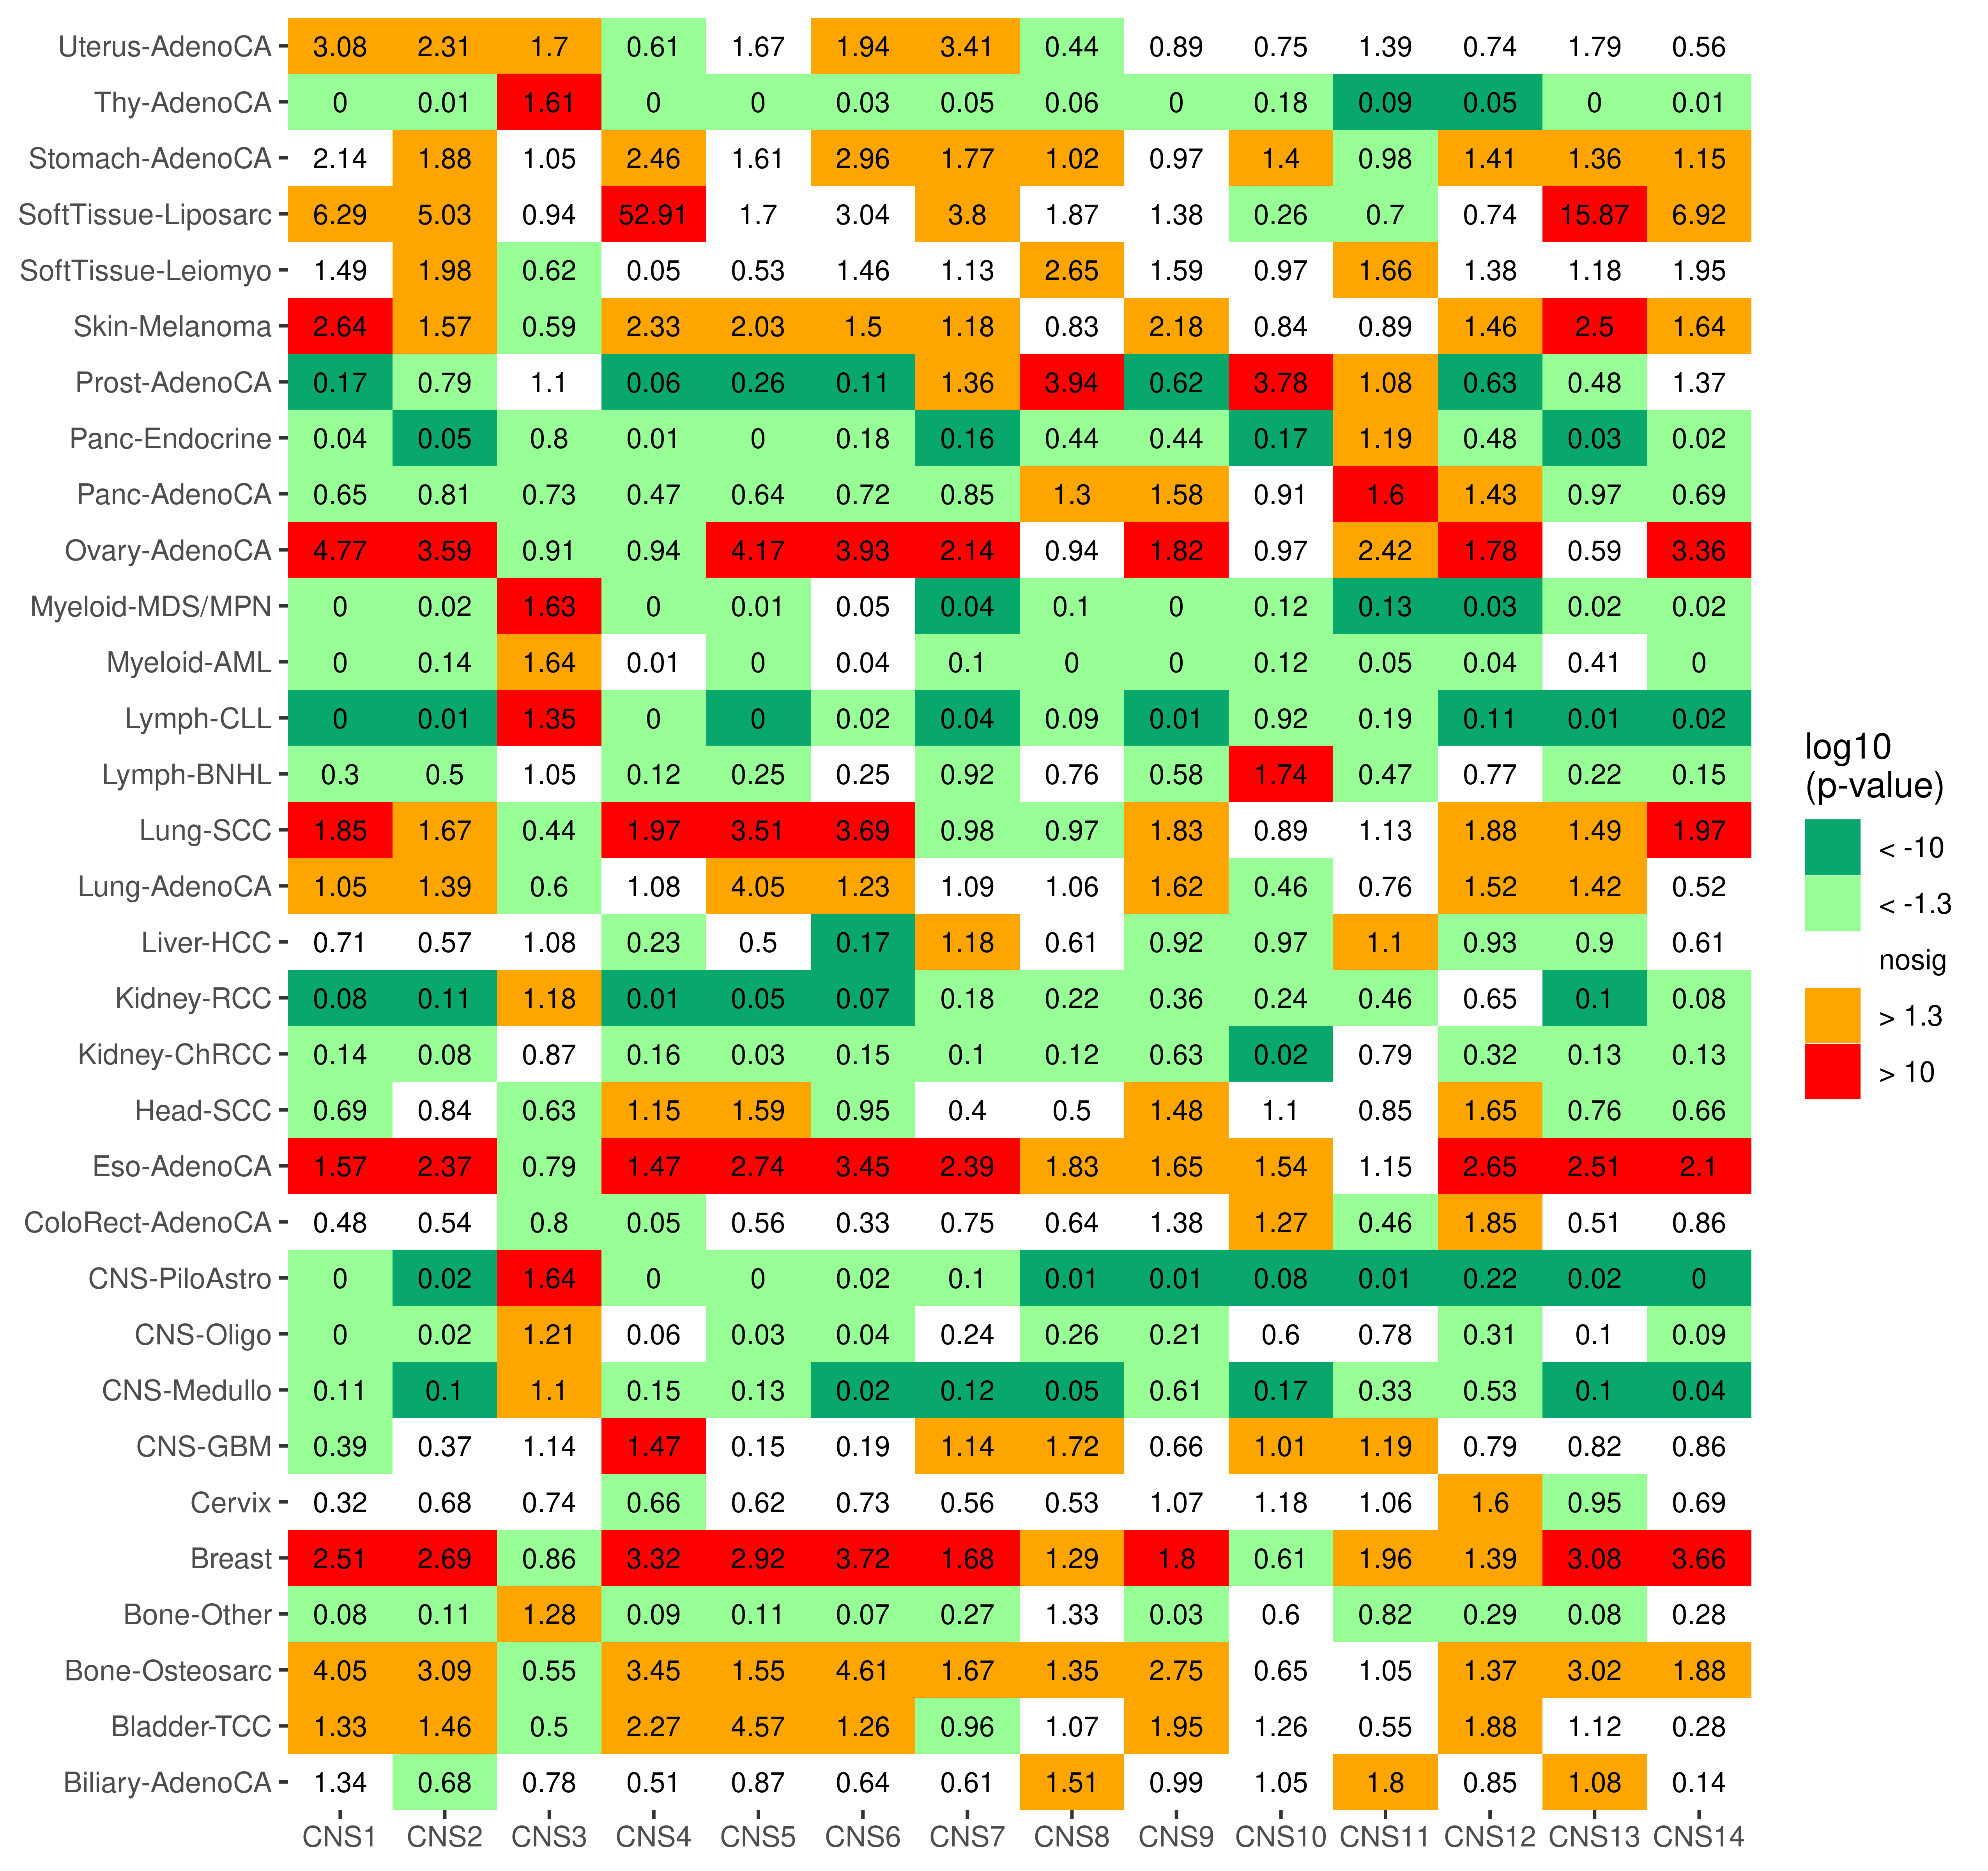 Uterus-AdenoCA 3.08 2.31 1.7 0.61 1.67 1.94 3.41 0.44 0.89 0.75 1.39 0.74 1.79 0.56
Thy-AdenoCA 0 0.01 1.61 0 0 0.03 0.05 0.06 0 0.18 0.09 0.05 0 0.01
Stomach-AdenoCA 2.14 1.88 1.05 2.46 1.61 2.96 1.77 1.02 0.97 1.4 0.98 1.41 1.36 1.15
SoftTissue-Liposarc 6.29 5.03 0.94 52.91 1.7 3.04 3.8 1.87 1.38 0.26 0.7 0.74 15.87 6.92
SoftTissue-Leiomyo 1.49 1.98 0.62 0.05 0.53 1.46 1.13 2.65 1.59 0.97 1.66 1.38 1.18 1.95
Skin-Melanoma 2.64 1.57 0.59 2.33 2.03 1.5 1.18 0.83 2.18 0.84 0.89 1.46 2.5 1.64
Prost-AdenoCA 0.17 0.79 1.1 0.06 0.26 0.11 1.36 3.94 0.62 3.78 1.08 0.63 0.48 1.37
Panc-Endocrine 0.04 0.05 0.8 0.01 0 0.18 0.16 0.44 0.44 0.17 1.19 0.48 0.03 0.02
Panc-AdenoCA 0.65 0.81 0.73 0.47 0.64 0.72 0.85 1.3 1.58 0.91 1.6 1.43 0.97 0.69
Ovary-AdenoCA 4.77 3.59 0.91 0.94 4.17 3.93 2.14 0.94 1.82 0.97 2.42 1.78 0.59 3.36
Myeloid-MDS/MPN 0 0.02 1.63 0 0.01 0.05 0.04 0.1 0 0.12 0.13 0.03 0.02 0.02
Myeloid-AML 0 0.14 1.64 0.01 0 0.04 0.1 0 0 0.12 0.05 0.04 0.41 0
Lymph-CLL 0 0.01 1.35 0 0 0.02 0.04 0.09 0.01 0.92 0.19 0.11 0.01 0.02
Lymph-BNHL 0.3 0.5 1.05 0.12 0.25 0.25 0.92 0.76 0.58 1.74 0.47 0.77 0.22 0.15
Lung-SCC 1.85 1.67 0.44 1.97 3.51 3.69 0.98 0.97 1.83 0.89 1.13 1.88 1.49 1.97
Lung-AdenoCA 1.05 1.39 0.6 1.08 4.05 1.23 1.09 1.06 1.62 0.46 0.76 1.52 1.42 0.52
Liver-HCC 0.71 0.57 1.08 0.23 0.5 0.17 1.18 0.61 0.92 0.97 1.1 0.93 0.9 0.61
Kidney-RCC 0.08 0.11 1.18 0.01 0.05 0.07 0.18 0.22 0.36 0.24 0.46 0.65 0.1 0.08
Kidney-ChRCC 0.14 0.08 0.87 0.16 0.03 0.15 0.1 0.12 0.63 0.02 0.79 0.32 0.13 0.13
Head-SCC 0.69 0.84 0.63 1.15 1.59 0.95 0.4 0.5 1.48 1.1 0.85 1.65 0.76 0.66
Eso-AdenoCA 1.57 2.37 0.79 1.47 2.74 3.45 2.39 1.83 1.65 1.54 1.15 2.65 2.51 2.1
ColoRect-AdenoCA 0.48 0.54 0.8 0.05 0.56 0.33 0.75 0.64 1.38 1.27 0.46 1.85 0.51 0.86
CNS-PiloAstro 0 0.02 1.64 0 0 0.02 0.1 0.01 0.01 0.08 0.01 0.22 0.02 0
CNS-Oligo 0 0.02 1.21 0.06 0.03 0.04 0.24 0.26 0.21 0.6 0.78 0.31 0.1 0.09
CNS-Medullo 0.11 0.1 1.1 0.15 0.13 0.02 0.12 0.05 0.61 0.17 0.33 0.53 0.1 0.04
CNS-GBM 0.39 0.37 1.14 1.47 0.15 0.19 1.14 1.72 0.66 1.01 1.19 0.79 0.82 0.86
Cervix 0.32 0.68 0.74 0.66 0.62 0.73 0.56 0.53 1.07 1.18 1.06 1.6 0.95 0.69
Breast 2.51 2.69 0.86 3.32 2.92 3.72 1.68 1.29 1.8 0.61 1.96 1.39 3.08 3.66
Bone-Other 0.08 0.11 1.28 0.09 0.11 0.07 0.27 1.33 0.03 0.6 0.82 0.29 0.08 0.28
Bone-Osteosarc 4.05 3.09 0.55 3.45 1.55 4.61 1.67 1.35 2.75 0.65 1.05 1.37 3.02 1.88
Bladder-TCC 1.33 1.46 0.5 2.27 4.57 1.26 0.96 1.07 1.95 1.26 0.55 1.88 1.12 0.28
Biliary-AdenoCA 1.34 0.68 0.78 0.51 0.87 0.64 0.61 1.51 0.99 1.05 1.8 0.85 1.08 0.14
CNS1 CNS2 CNS3 CNS4 CNS5 CNS6 CNS7 CNS8 CNS9 CNS10 CNS11 CNS12 CNS13 CNS14
log10
(p-value)
< -10
< -1.3
nosig
> 1.3
> 10